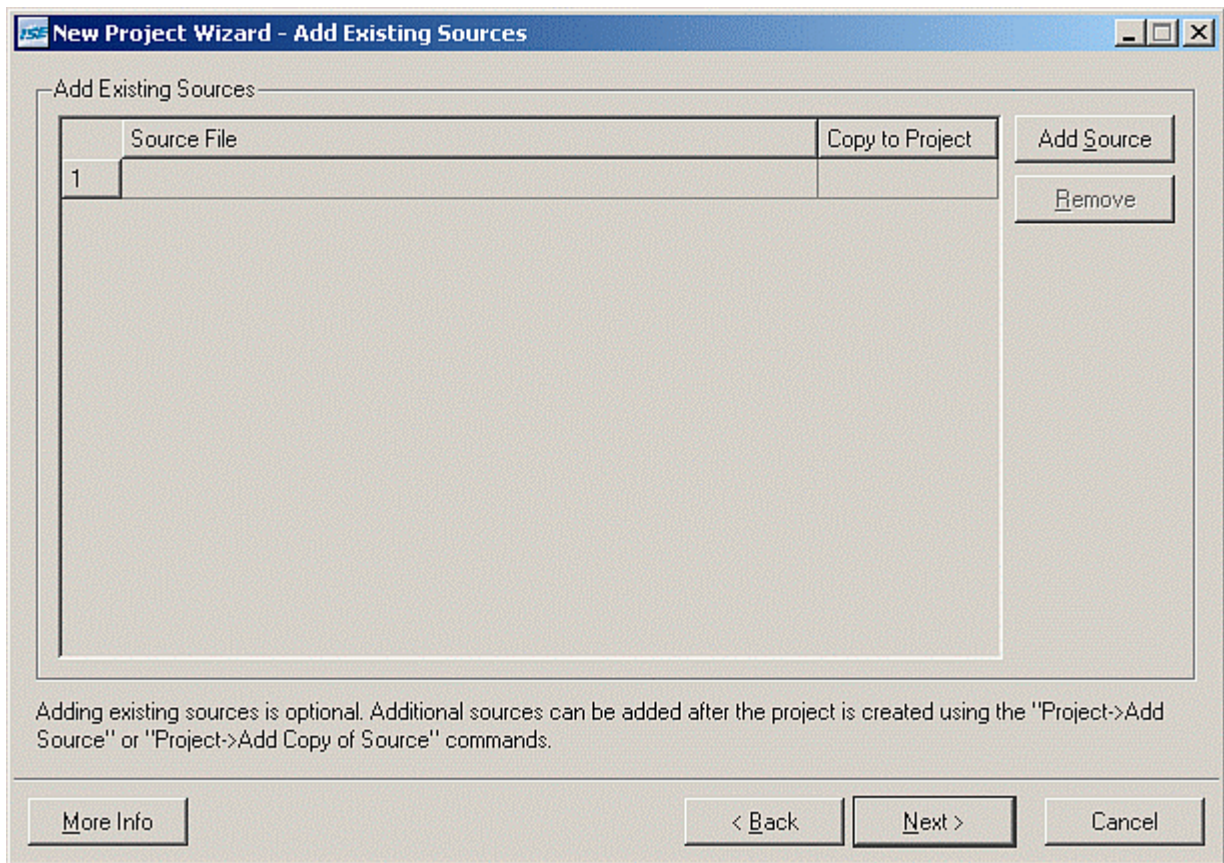 ISE New Project Wizard - Add Existing Sources
Add Existing Sources
Source File Copy to Project Add Source
1
Remove
Adding existing sources is optional. Additional sources can be added after the project is created using the "Project->Add
Source" or "Project->Add Copy of Source" commands.
More Info < Back Next > Cancel